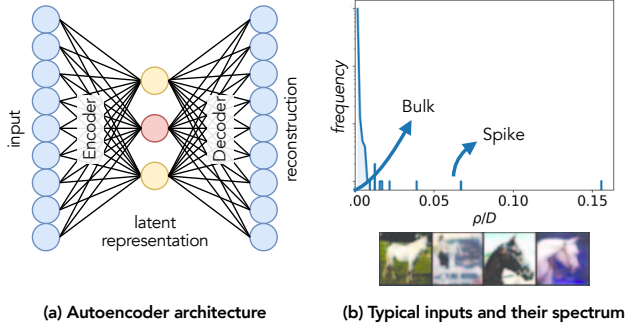 input
Encoder
Decoder
reconstruction
latent
representation
(a) Autoencoder architecture
frequency
Bulk
Spike
.00 0.05 0.10 0.15
ρ/D
(b) Typical inputs and their spectrum